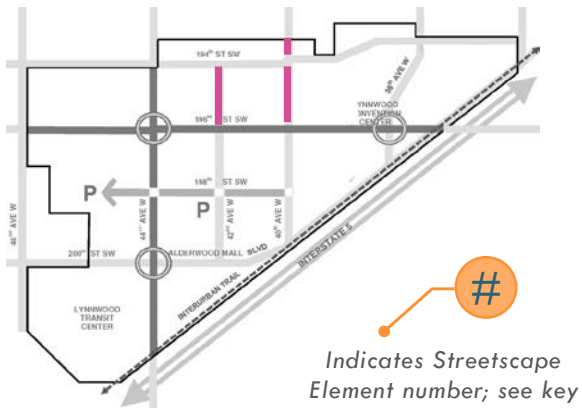 194th ST SW
36th AVE W
196th ST SW
LYNNWOOD
CONVENTION
CENTER
198th ST SW
P
P
46th AVE W
44th AVE W
42nd AVE W
40th AVE W
200th ST SW
ALDERWOOD MALL BLVD
INTERSTATE 5
INTERURBAN TRAIL
LYNNWOOD
TRANSIT
CENTER
#
Indicates Streetscape
Element number; see key